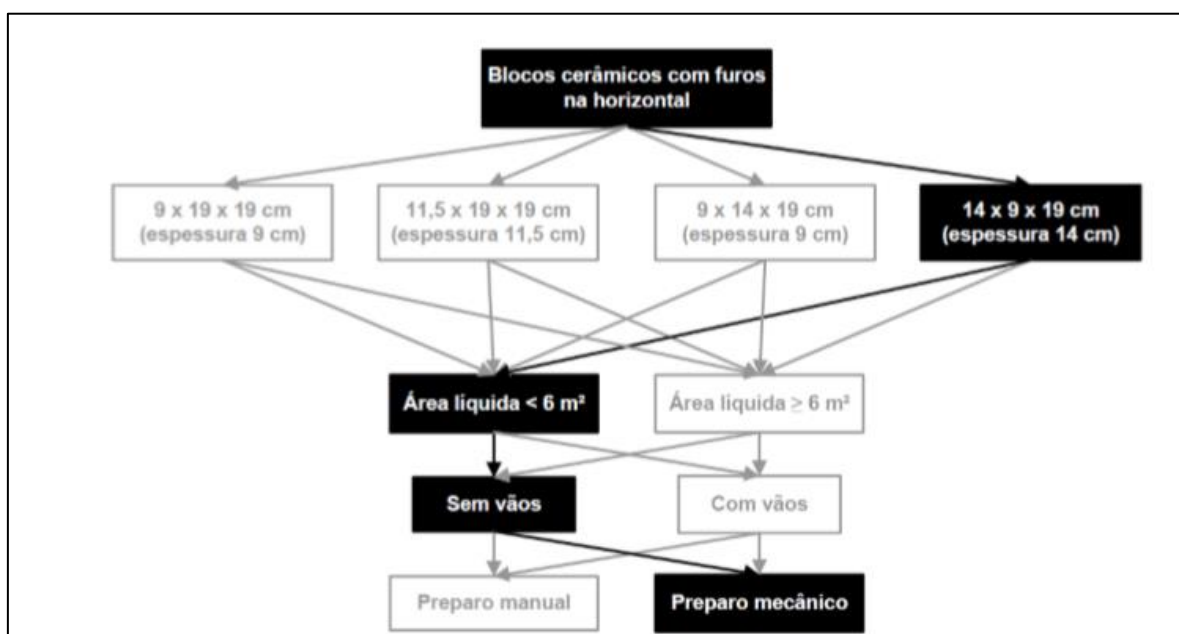 Blocos cerâmicos com furos
na horizontal
9 x 19 x 19 cm
(espessura 9 cm)
11,5 x 19 x 19 cm
(espessura 11,5 cm)
9 x 14 x 19 cm
(espessura 9 cm)
14 x 9 x 19 cm
(espessura 14 cm)
Área liquida < 6 m²
Área liquida ≥ 6 m²
Sem vãos
Com vãos
Preparo manual
Preparo mecânico